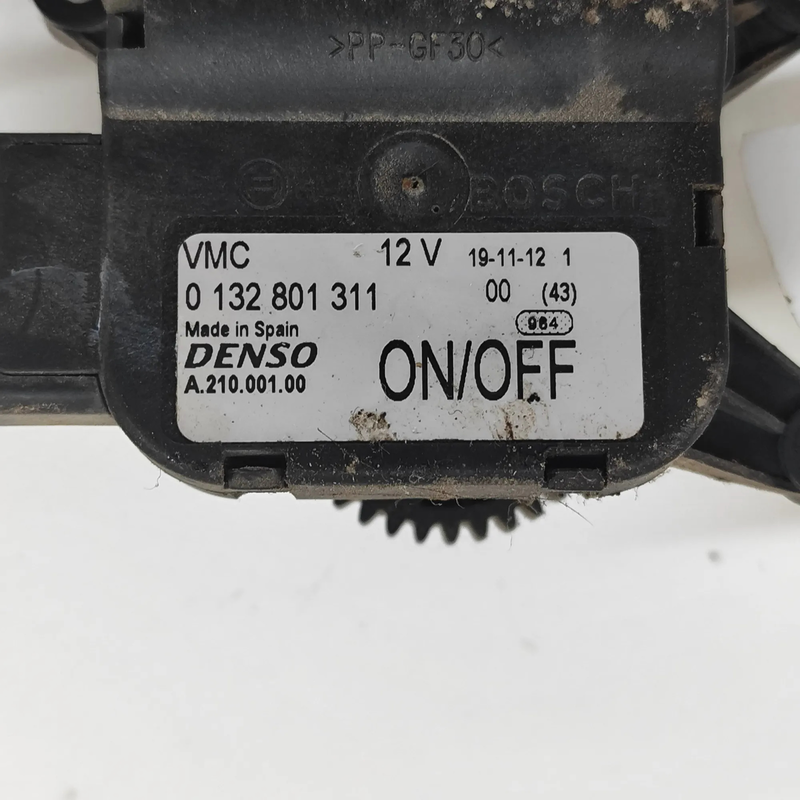 >PP-GF30<
BOSCH
VMC 12 V 19-11-12 1
0 132 801 311 00 (43)
964
Made in Spain
DENSO ON/OFF
A.210.001.00